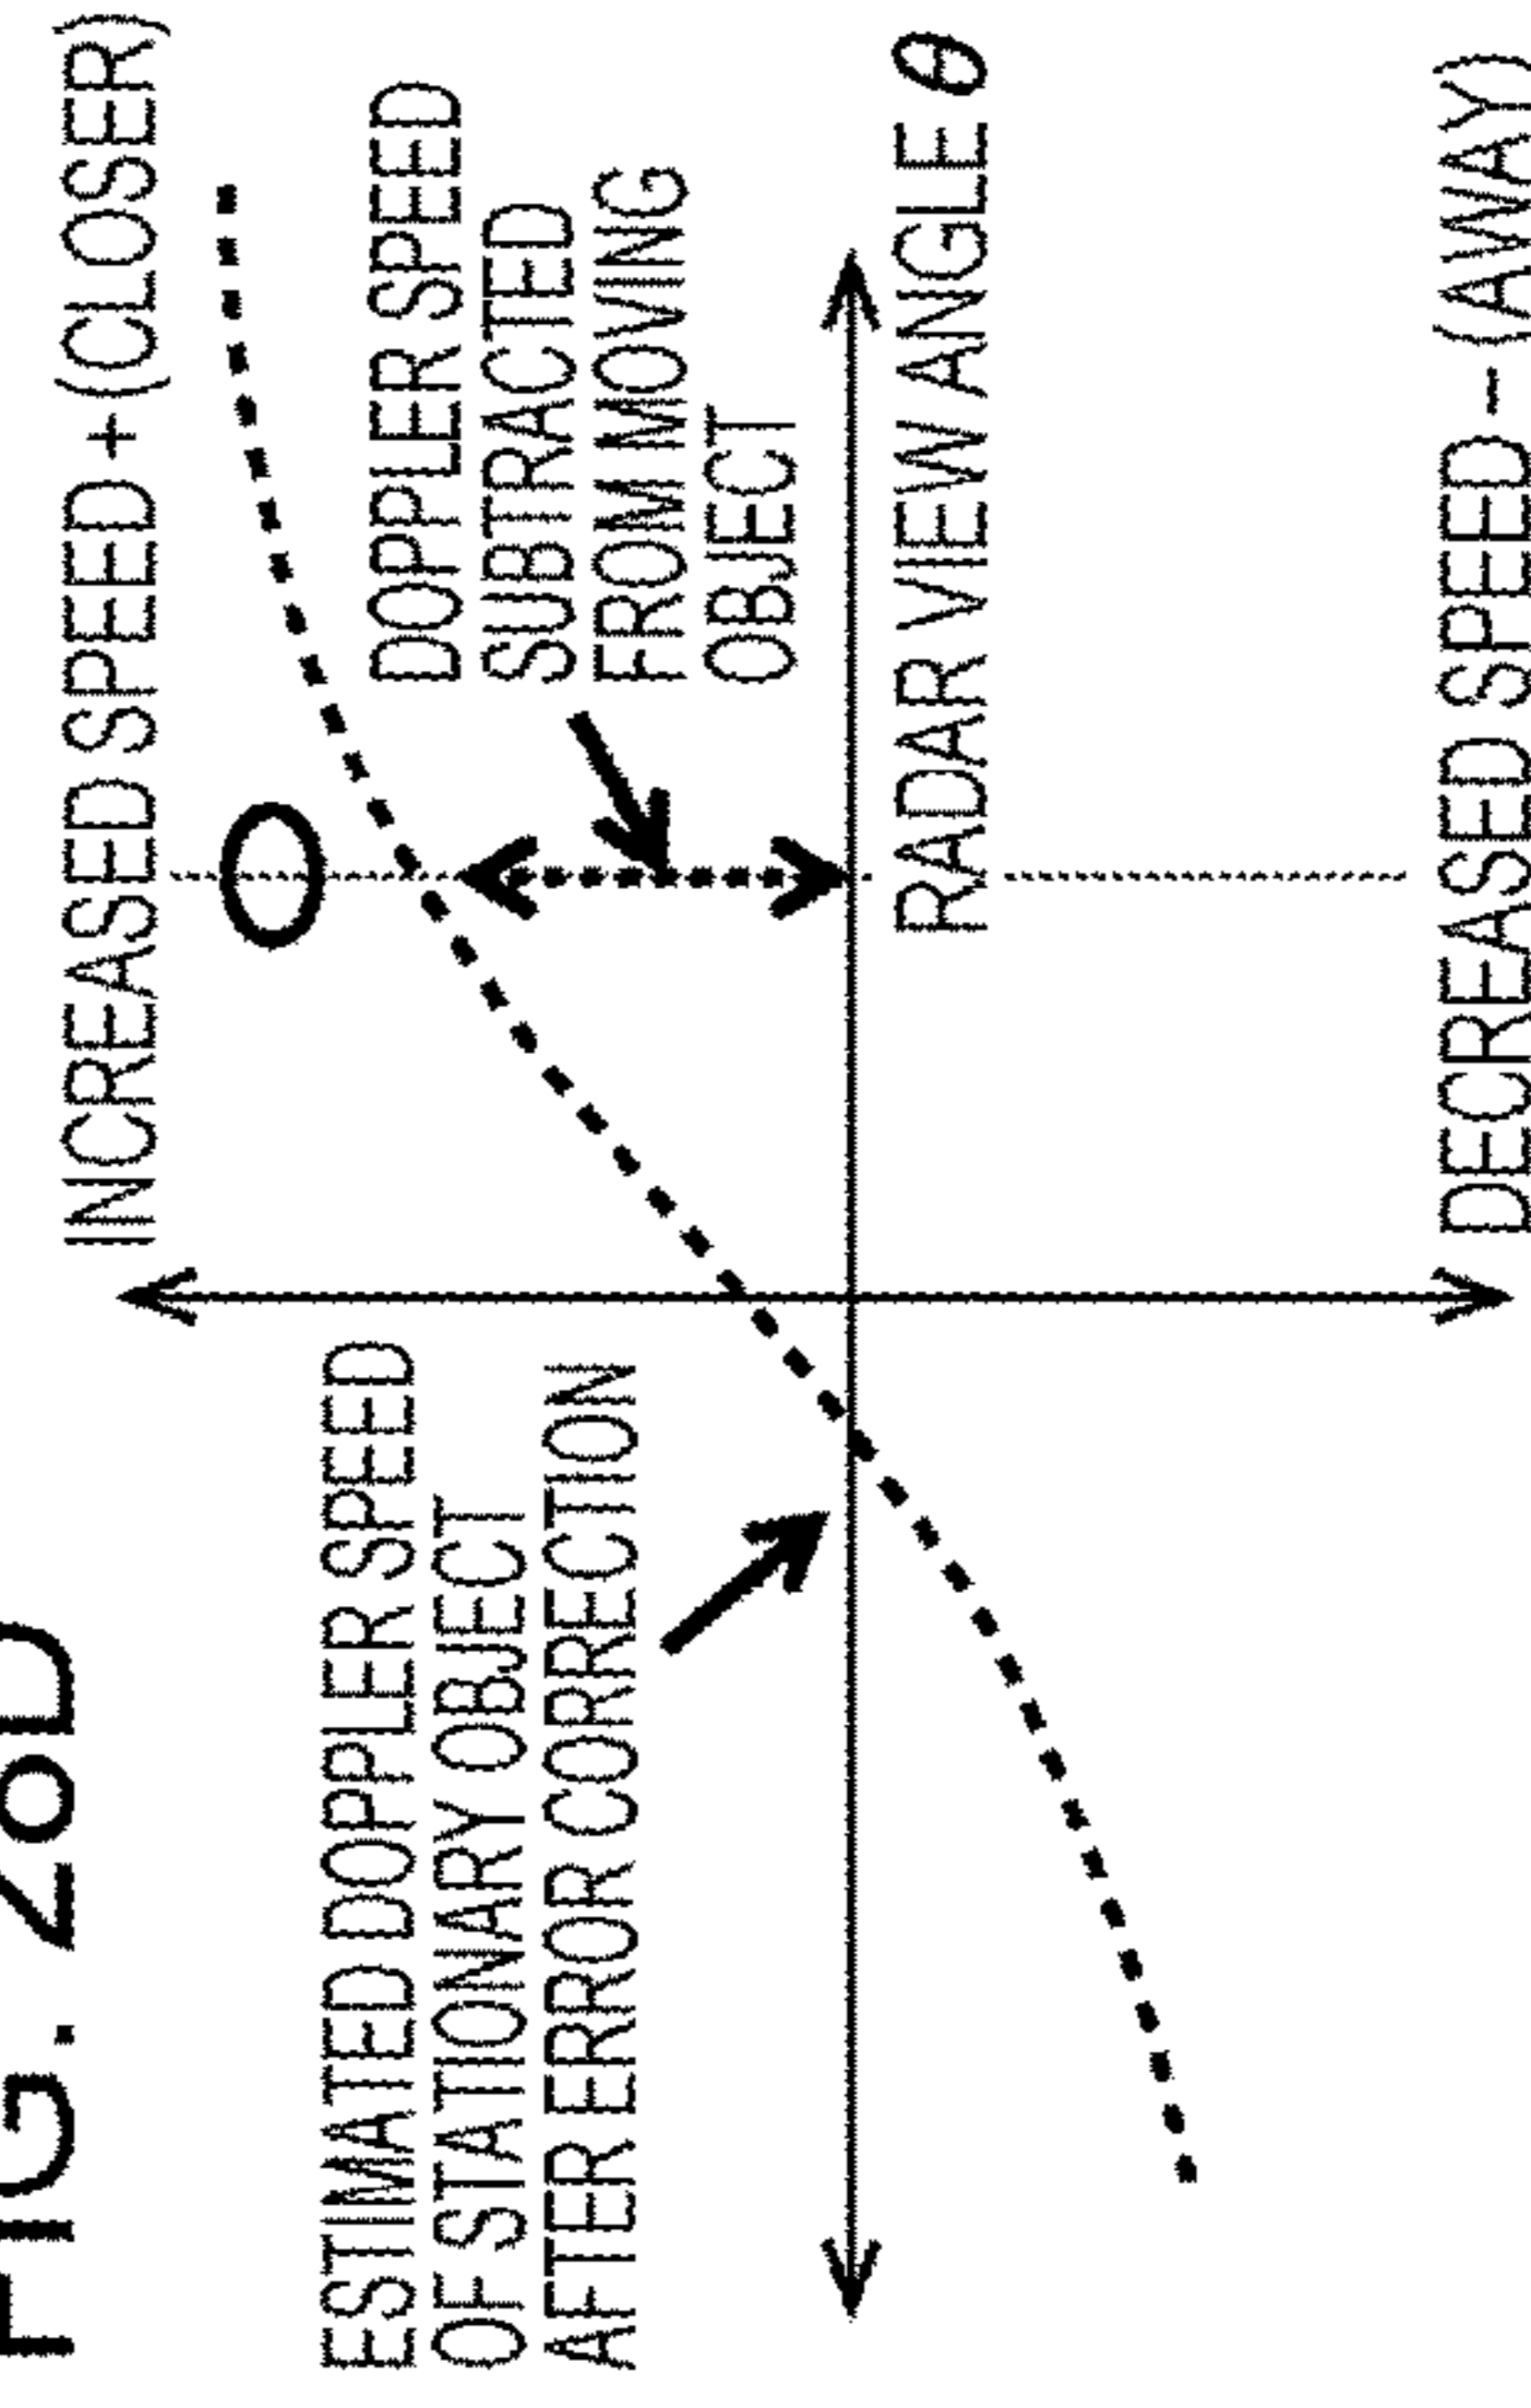 FIG.
INCREASED SPEED + (CLOSER)
ESTIMATED DOPPLER SPEED
OF STATIONARY OBJECT
AFTER ERROR CORRECTION
DOPPLER SPEED
SUBTRACTED
FROM MOVING
OBJECT
RADAR VIEW ANGLE θ
DECREASED SPEED − (AWAY)